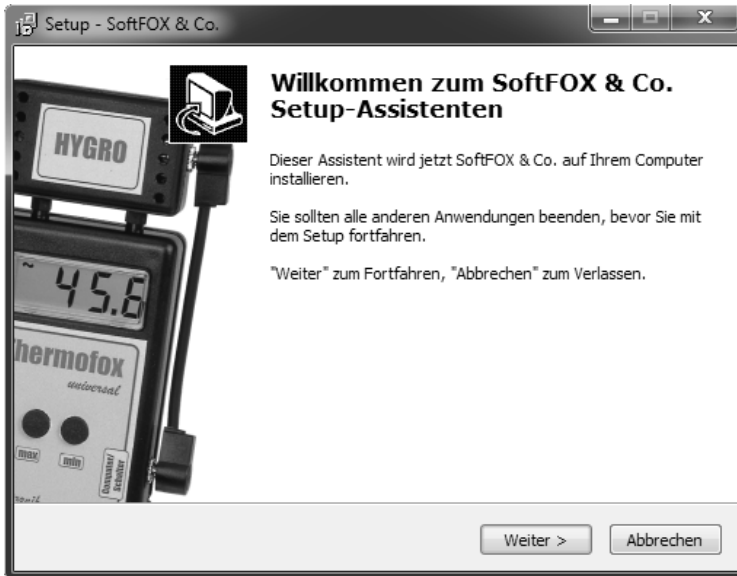 Setup - SoftFOX & Co.
Willkommen zum SoftFOX & Co.
Setup-Assistenten
Dieser Assistent wird jetzt SoftFOX & Co. auf Ihrem Computer
installieren.
Sie sollten alle anderen Anwendungen beenden, bevor Sie mit
dem Setup fortfahren.
"Weiter" zum Fortfahren, "Abbrechen" zum Verlassen.
HYGRO
~ 45.6
Thermofox
universal
max
min
Computer/
Schalter
Weiter >
Abbrechen